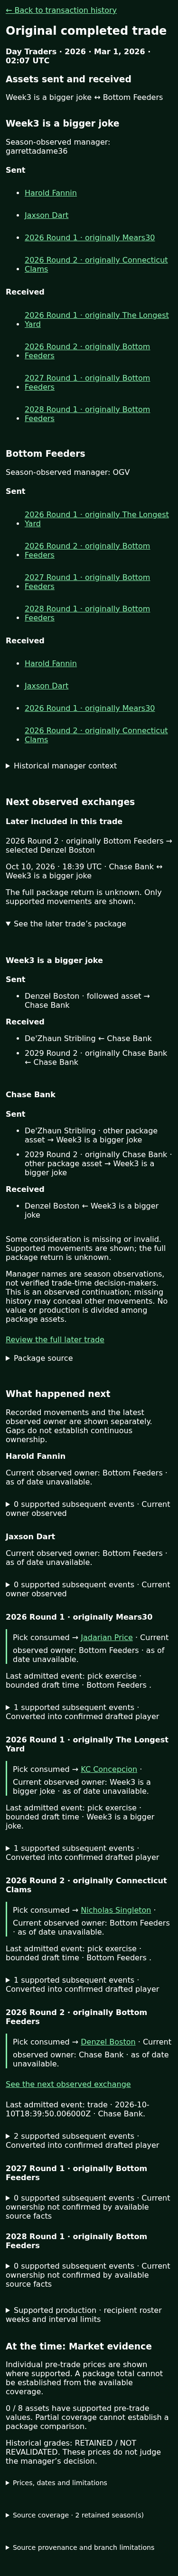 ← Back to transaction history
Original completed trade
Day Traders · 2026 · Mar 1, 2026 ·
02:07 UTC
Assets sent and received
Week3 is a bigger joke ↔ Bottom Feeders
Week3 is a bigger joke
Season-observed manager:
garrettadame36
Sent
• Harold Fannin
• Jaxson Dart
• 2026 Round 1 · originally Mears30
2026 Round 2 · originally Connecticut
• Clams
Received
2026 Round 1 · originally The Longest
• Yard
2026 Round 2 · originally Bottom
• Feeders
2027 Round 1 · originally Bottom
• Feeders
2028 Round 1 · originally Bottom
• Feeders
Bottom Feeders
Season-observed manager: OGV
Sent
2026 Round 1 · originally The Longest
• Yard
2026 Round 2 · originally Bottom
• Feeders
2027 Round 1 · originally Bottom
• Feeders
2028 Round 1 · originally Bottom
• Feeders
Received
• Harold Fannin
• Jaxson Dart
• 2026 Round 1 · originally Mears30
2026 Round 2 · originally Connecticut
• Clams
▶ Historical manager context
Next observed exchanges
Later included in this trade
2026 Round 2 · originally Bottom Feeders →
selected Denzel Boston
Oct 10, 2026 · 18:39 UTC · Chase Bank ↔
Week3 is a bigger joke
The full package return is unknown. Only
supported movements are shown.
▼ See the later trade’s package
Week3 is a bigger joke
Sent
• Denzel Boston · followed asset →
Chase Bank
Received
• De’Zhaun Stribling ← Chase Bank
• 2029 Round 2 · originally Chase Bank
← Chase Bank
Chase Bank
Sent
• De’Zhaun Stribling · other package
asset → Week3 is a bigger joke
• 2029 Round 2 · originally Chase Bank ·
other package asset → Week3 is a
bigger joke
Received
• Denzel Boston ← Week3 is a bigger
joke
Some consideration is missing or invalid.
Supported movements are shown; the full
package return is unknown.
Manager names are season observations,
not verified trade-time decision-makers.
This is an observed continuation; missing
history may conceal other movements. No
value or production is divided among
package assets.
Review the full later trade
▶ Package source
What happened next
Recorded movements and the latest
observed owner are shown separately.
Gaps do not establish continuous
ownership.
Harold Fannin
Current observed owner: Bottom Feeders ·
as of date unavailable.
▶ 0 supported subsequent events · Current
owner observed
Jaxson Dart
Current observed owner: Bottom Feeders ·
as of date unavailable.
▶ 0 supported subsequent events · Current
owner observed
2026 Round 1 · originally Mears30
Pick consumed → Jadarian Price · Current
observed owner: Bottom Feeders · as of
date unavailable.
Last admitted event: pick exercise ·
bounded draft time · Bottom Feeders .
▶ 1 supported subsequent events ·
Converted into confirmed drafted player
2026 Round 1 · originally The Longest
Yard
Pick consumed → KC Concepcion ·
Current observed owner: Week3 is a
bigger joke · as of date unavailable.
Last admitted event: pick exercise ·
bounded draft time · Week3 is a bigger
joke.
▶ 1 supported subsequent events ·
Converted into confirmed drafted player
2026 Round 2 · originally Connecticut
Clams
Pick consumed → Nicholas Singleton ·
Current observed owner: Bottom Feeders
· as of date unavailable.
Last admitted event: pick exercise ·
bounded draft time · Bottom Feeders .
▶ 1 supported subsequent events ·
Converted into confirmed drafted player
2026 Round 2 · originally Bottom
Feeders
Pick consumed → Denzel Boston · Current
observed owner: Chase Bank · as of date
unavailable.
See the next observed exchange
Last admitted event: trade · 2026-10-
10T18:39:50.006000Z · Chase Bank.
▶ 2 supported subsequent events ·
Converted into confirmed drafted player
2027 Round 1 · originally Bottom
Feeders
▶ 0 supported subsequent events · Current
ownership not confirmed by available
source facts
2028 Round 1 · originally Bottom
Feeders
▶ 0 supported subsequent events · Current
ownership not confirmed by available
source facts
▶ Supported production · recipient roster
weeks and interval limits
At the time: Market evidence
Individual pre-trade prices are shown
where supported. A package total cannot
be established from the available
coverage.
0 / 8 assets have supported pre-trade
values. Partial coverage cannot establish a
package comparison.
Historical grades: RETAINED / NOT
REVALIDATED. These prices do not judge
the manager’s decision.
▶ Prices, dates and limitations
▶ Source coverage · 2 retained season(s)
▶ Source provenance and branch limitations